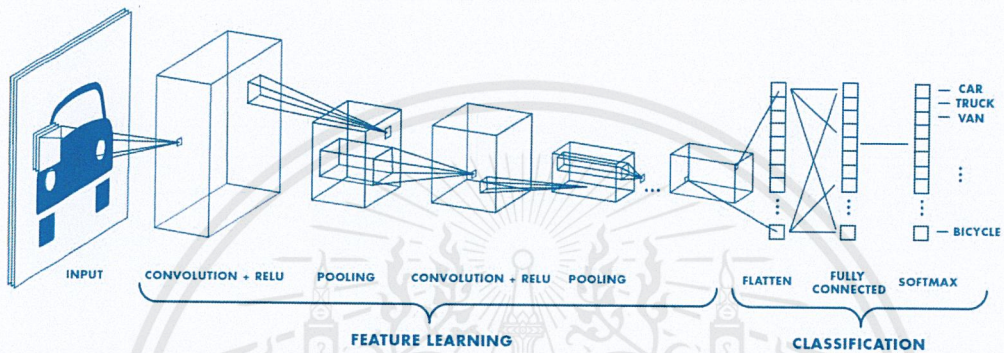 CAR
TRUCK
VAN
BICYCLE
INPUT
CONVOLUTION + RELU
POOLING
CONVOLUTION + RELU
POOLING
FLATTEN
FULLY
CONNECTED
SOFTMAX
FEATURE LEARNING
CLASSIFICATION